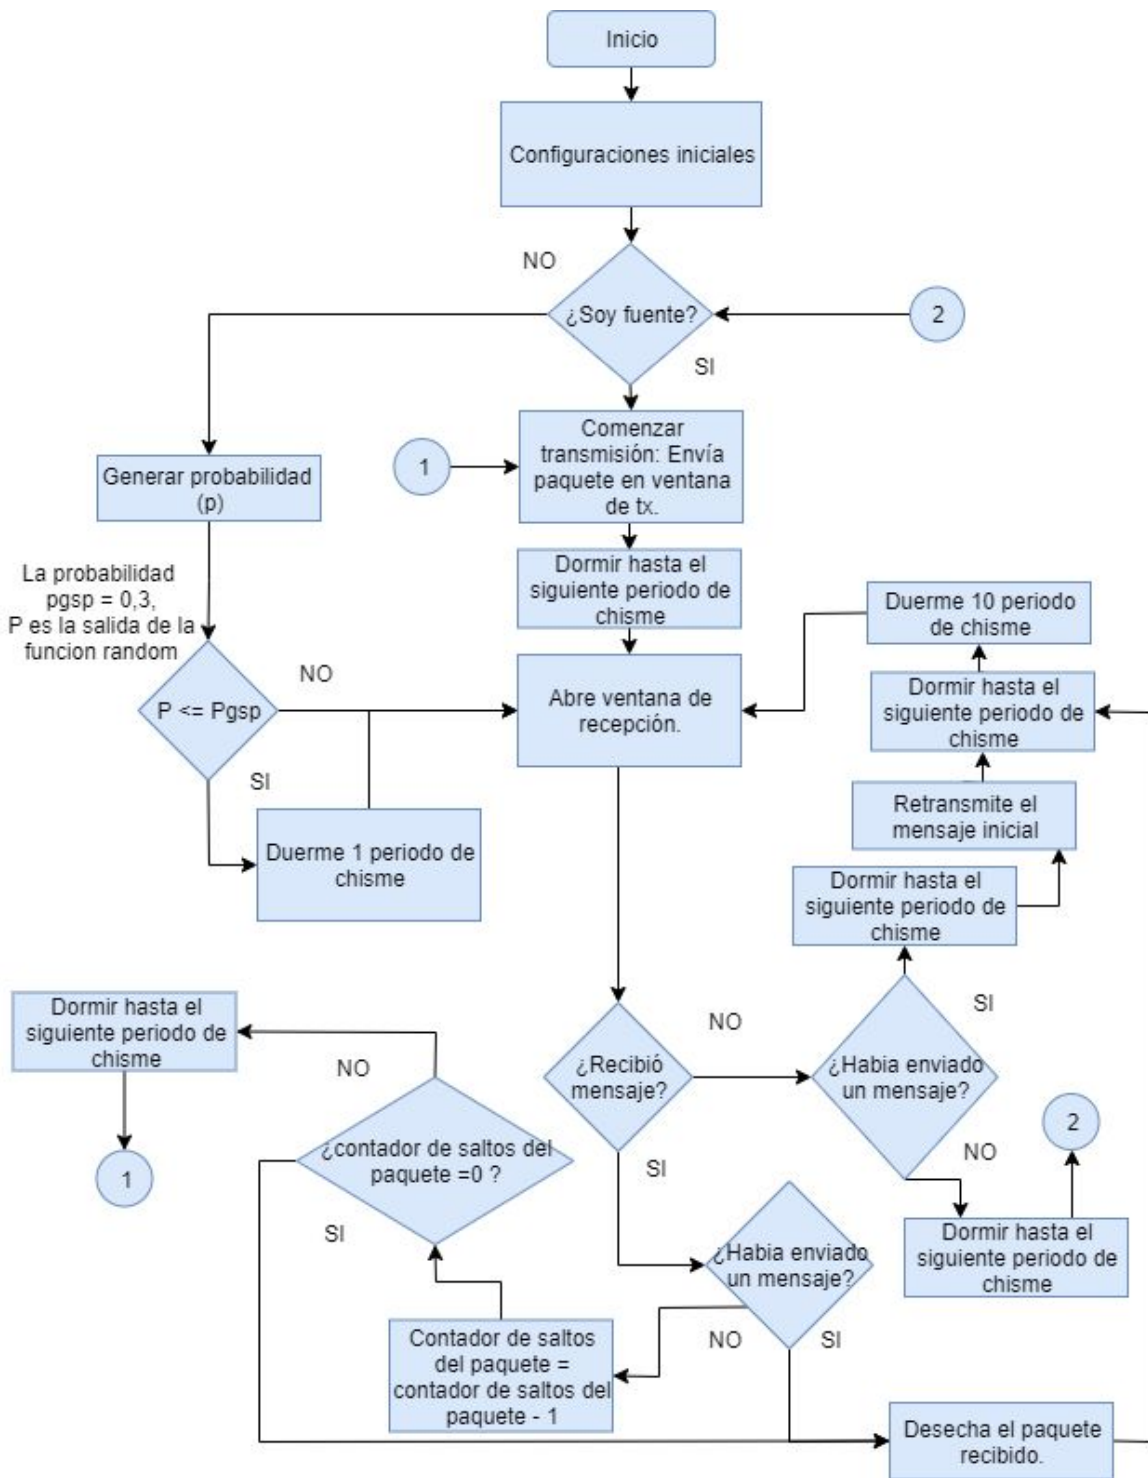 Inicio
Configuraciones iniciales
NO
¿Soy fuente?
2
SI
Comenzar
transmisión: Envía
paquete en ventana
de tx.
1
Generar probabilidad
(p)
Dormir hasta el
siguiente periodo de
chisme
La probabilidad
pgsp = 0,3,
P es la salida de la
funcion random
Duerme 10 periodo
de chisme
NO
P <= Pgsp
Abre ventana de
recepción.
Dormir hasta el
siguiente periodo de
chisme
SI
Retransmite el
mensaje inicial
Duerme 1 periodo de
chisme
Dormir hasta el
siguiente periodo de
chisme
Dormir hasta el
siguiente periodo de
chisme
NO
SI
NO
¿Recibió
mensaje?
¿Habia enviado
un mensaje?
2
¿contador de saltos del
paquete =0 ?
1
SI
NO
SI
¿Habia enviado
un mensaje?
Dormir hasta el
siguiente periodo de
chisme
Contador de saltos
del paquete =
contador de saltos del
paquete - 1
NO
SI
Desecha el paquete
recibido.